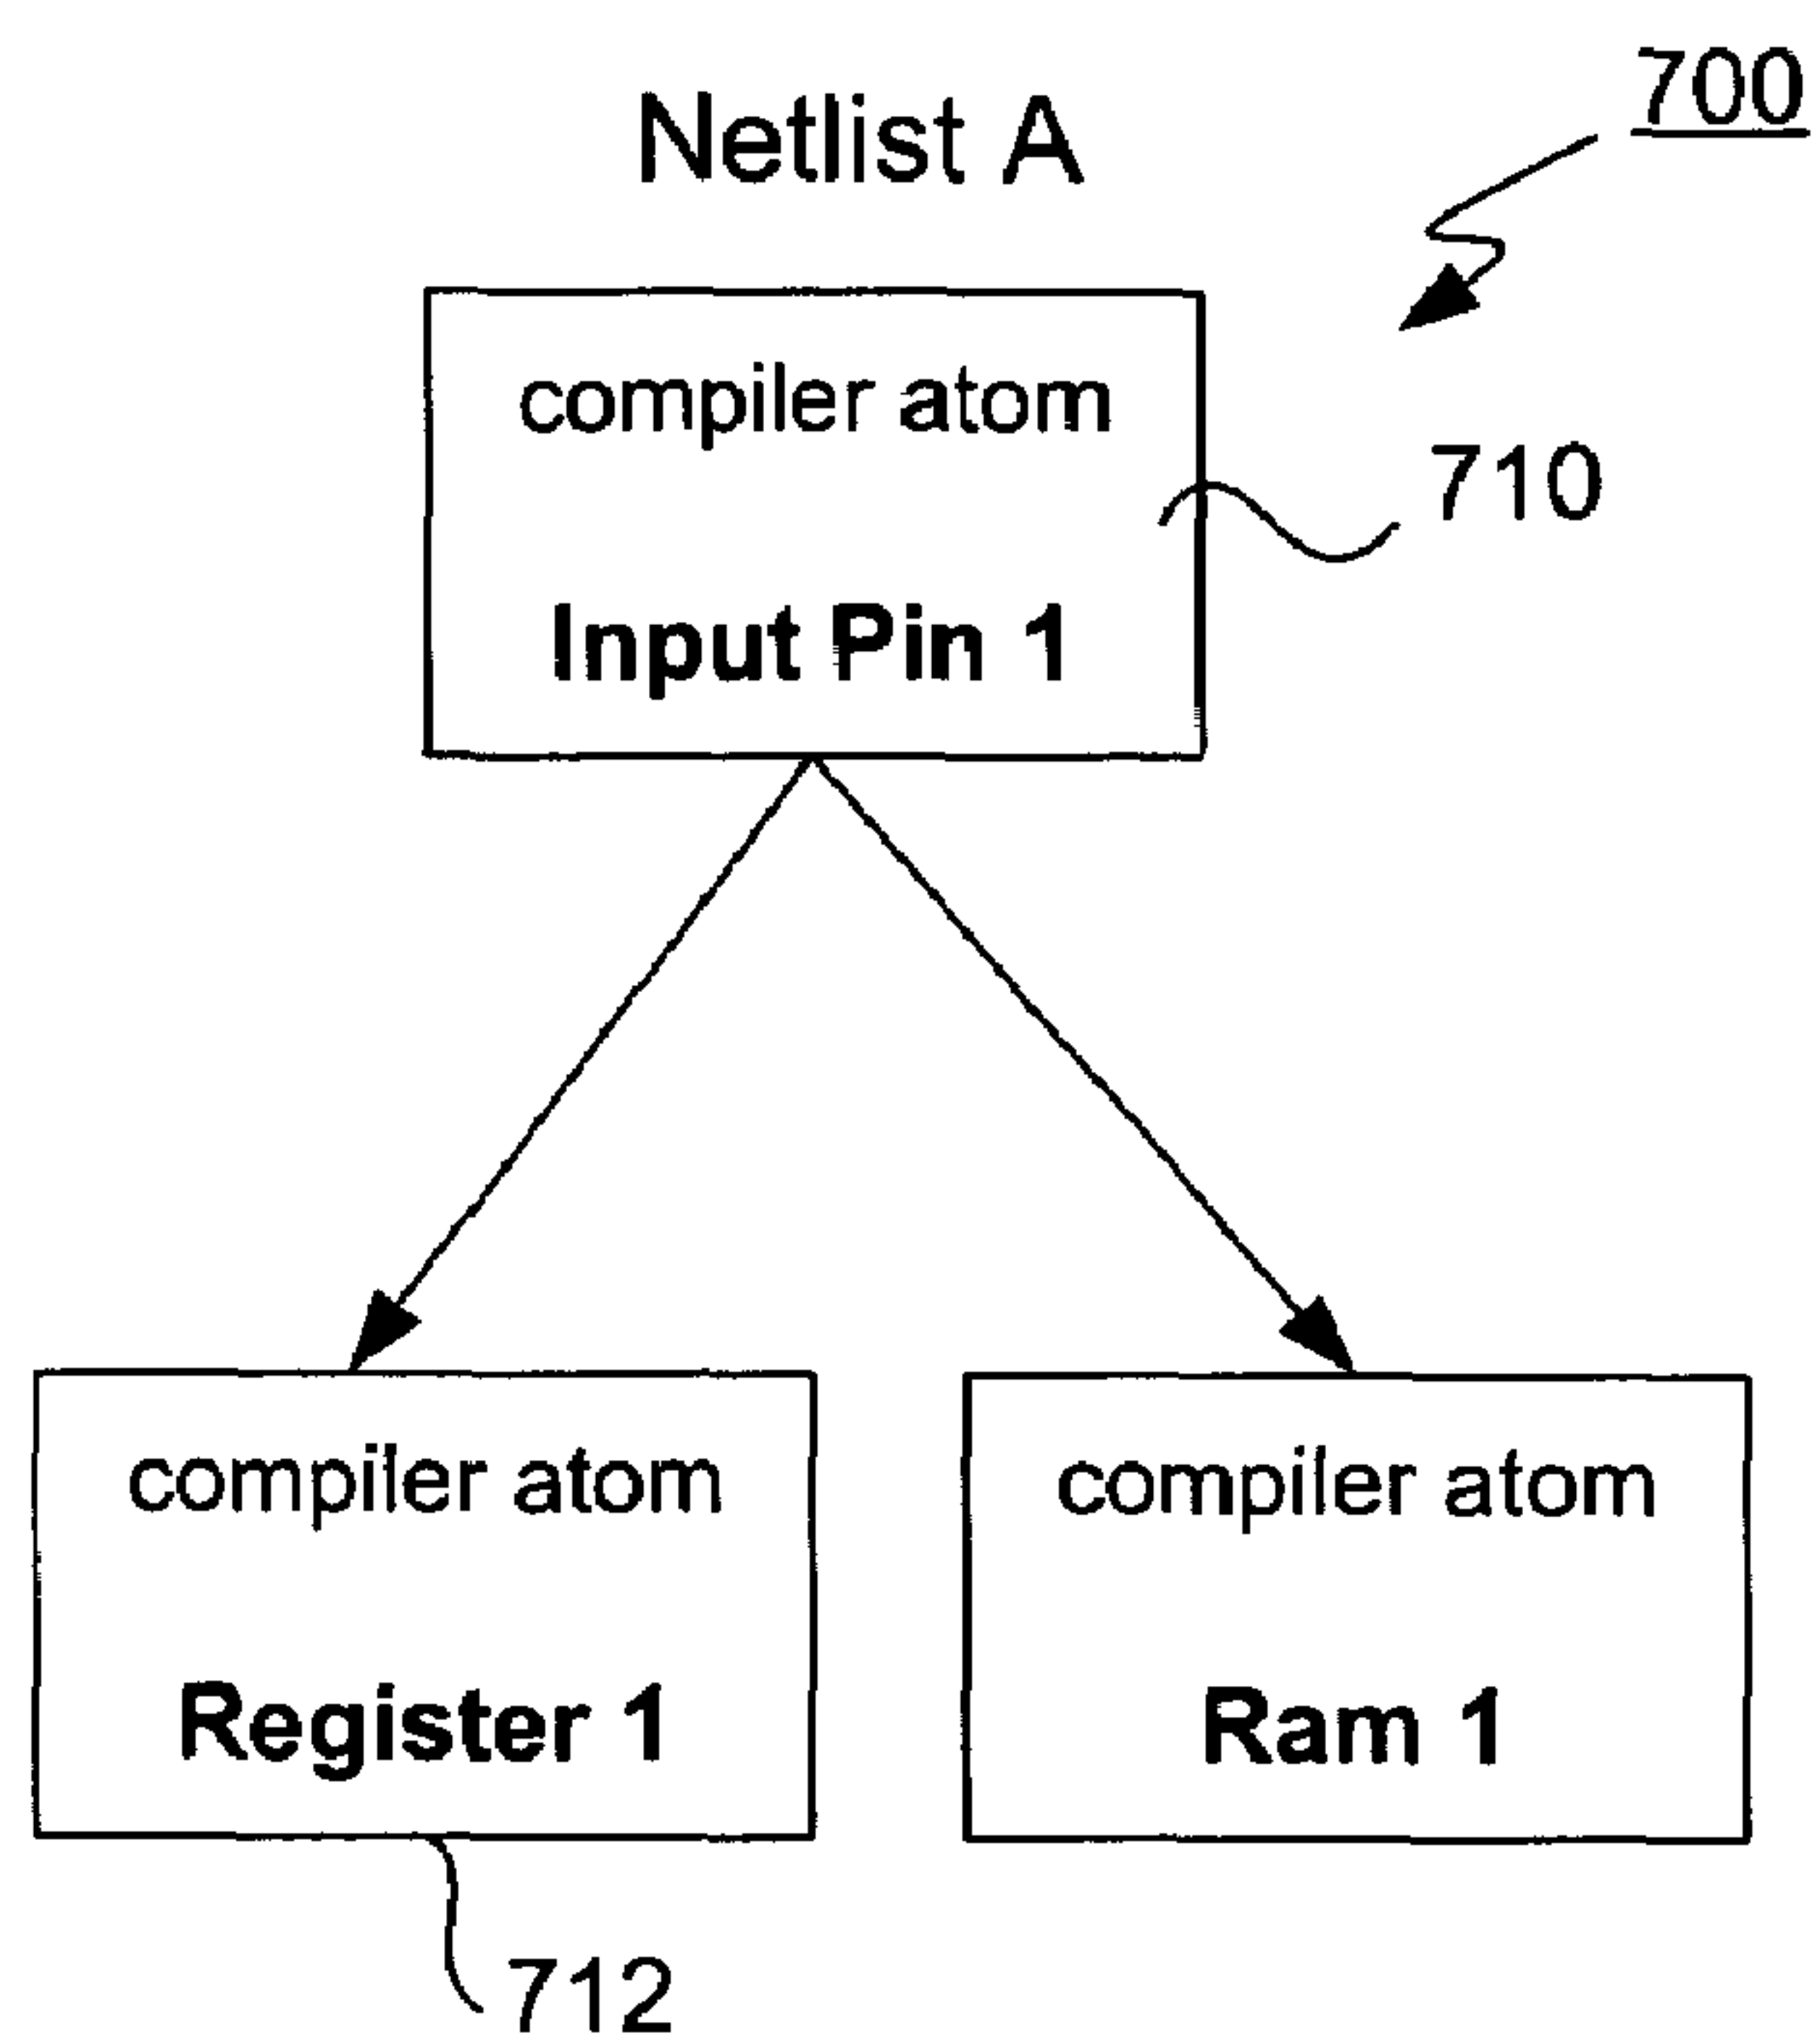 700
Netlist A
compiler atom
710
Input Pin 1
compiler atom
Register 1
compiler atom
Ram 1
712